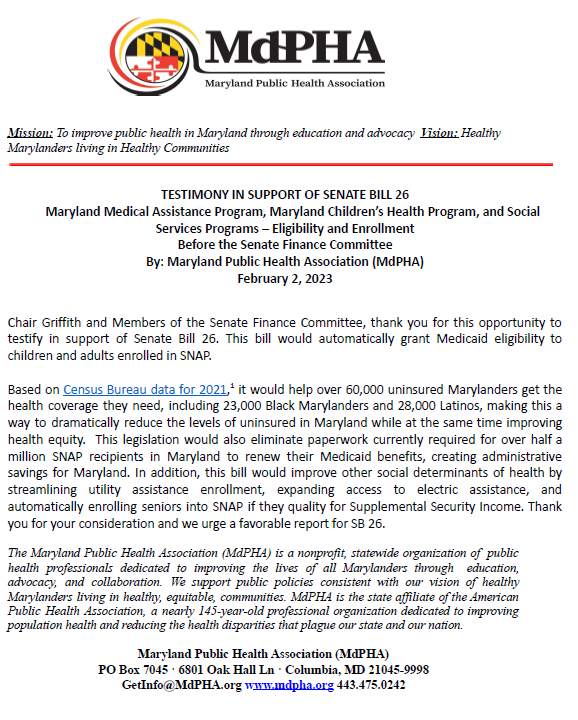 MdPHA
Maryland Public Health Association
Mission: To improve public health in Maryland through education and advocacy Vision: Healthy
Marylanders living in Healthy Communities
TESTIMONY IN SUPPORT OF SENATE BILL 26
Maryland Medical Assistance Program, Maryland Children's Health Program, and Social
Services Programs – Eligibility and Enrollment
Before the Senate Finance Committee
By: Maryland Public Health Association (MdPHA)
February 2, 2023
Chair Griffith and Members of the Senate Finance Committee, thank you for this opportunity to
testify in support of Senate Bill 26. This bill would automatically grant Medicaid eligibility to
children and adults enrolled in SNAP.
Based on Census Bureau data for 2021,¹ it would help over 60,000 uninsured Marylanders get the
health coverage they need, including 23,000 Black Marylanders and 28,000 Latinos, making this a
way to dramatically reduce the levels of uninsured in Maryland while at the same time improving
health equity. This legislation would also eliminate paperwork currently required for over half a
million SNAP recipients in Maryland to renew their Medicaid benefits, creating administrative
savings for Maryland. In addition, this bill would improve other social determinants of health by
streamlining utility assistance enrollment, expanding access to electric assistance, and
automatically enrolling seniors into SNAP if they quality for Supplemental Security Income. Thank
you for your consideration and we urge a favorable report for SB 26.
The Maryland Public Health Association (MdPHA) is a nonprofit, statewide organization of public
health professionals dedicated to improving the lives of all Marylanders through education,
advocacy, and collaboration. We support public policies consistent with our vision of healthy
Marylanders living in healthy, equitable, communities. MdPHA is the state affiliate of the American
Public Health Association, a nearly 145-year-old professional organization dedicated to improving
population health and reducing the health disparities that plague our state and our nation.
Maryland Public Health Association (MdPHA)
PO Box 7045 · 6801 Oak Hall Ln · Columbia, MD 21045-9998
GetInfo@MdPHA.org www.mdpha.org 443.475.0242